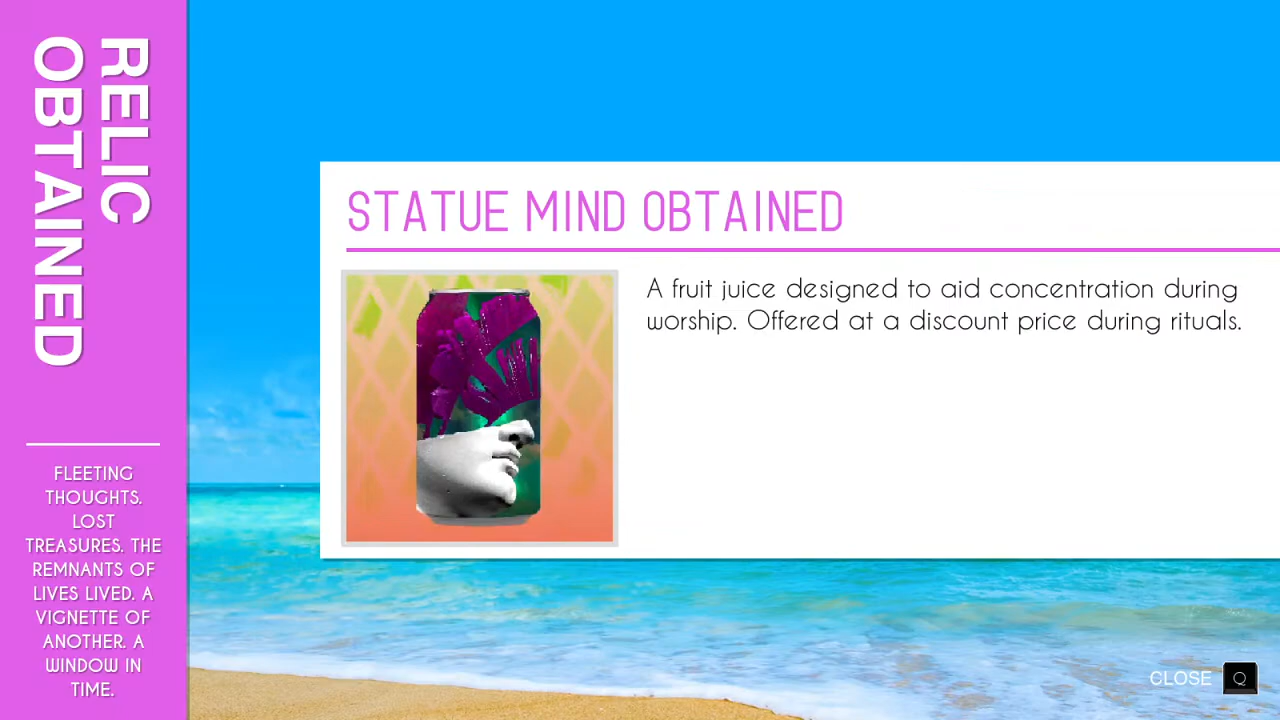 RELIC
OBTAINED
FLEETING
THOUGHTS.
LOST
TREASURES. THE
REMNANTS OF
LIVES LIVED. A
VIGNETTE OF
ANOTHER. A
WINDOW IN
TIME.
STATUE MIND OBTAINED
A fruit juice designed to aid concentration during
worship. Offered at a discount price during rituals.
CLOSE Q